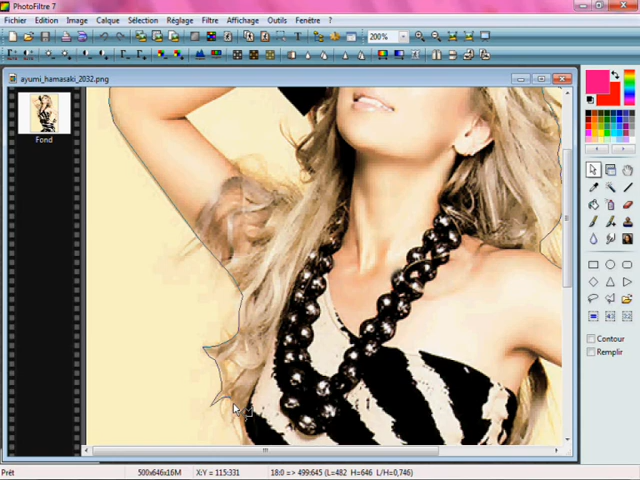 PhotoFiltre 7
Fichier Edition Image Calque Sélection Réglage Filtre Affichage Outils Fenêtre ?
200%
ayumi_hamasaki_2032.png
Fond
Contour
Remplir
Prêt 500x646x16M X:Y = 115:331 18:0 => 499:645 (L=482 H=646 L/H=0,746)